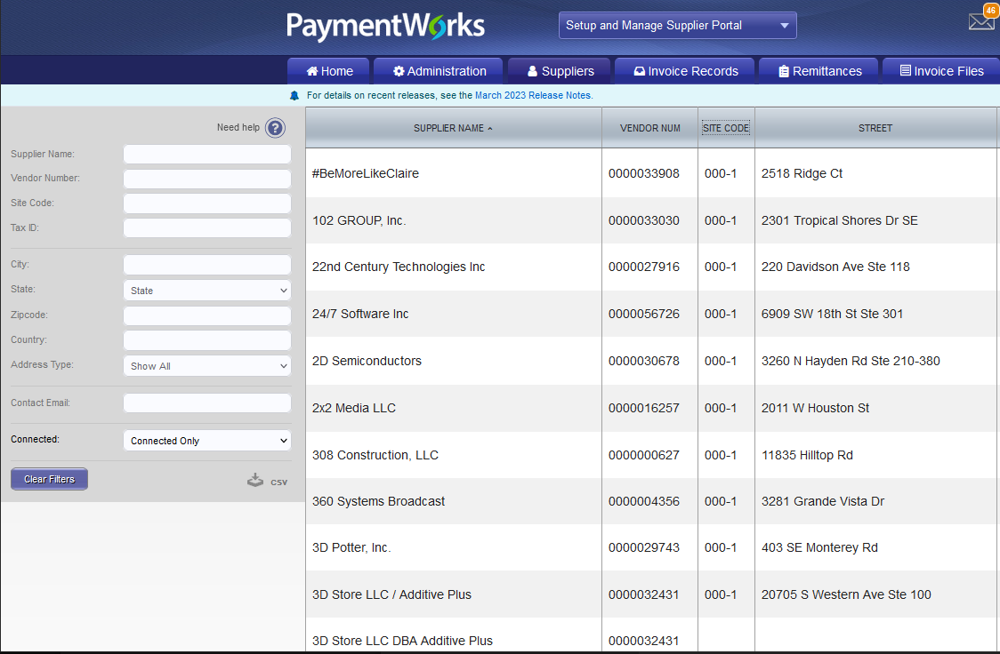 PaymentWorks
Setup and Manage Supplier Portal
46
Home Administration Suppliers Invoice Records Remittances Invoice Files
For details on recent releases, see the March 2023 Release Notes.
Need help ?
Supplier Name:
Vendor Number:
Site Code:
Tax ID:
City:
State: State
Zipcode:
Country:
Address Type: Show All
Contact Email:
Connected: Connected Only
Clear Filters CSV
SUPPLIER NAME VENDOR NUM SITE CODE STREET
#BeMoreLikeClaire 0000033908 000-1 2518 Ridge Ct
102 GROUP, Inc. 0000033030 000-1 2301 Tropical Shores Dr SE
22nd Century Technologies Inc 0000027916 000-1 220 Davidson Ave Ste 118
24/7 Software Inc 0000056726 000-1 6909 SW 18th St Ste 301
2D Semiconductors 0000030678 000-1 3260 N Hayden Rd Ste 210-380
2x2 Media LLC 0000016257 000-1 2011 W Houston St
308 Construction, LLC 0000000627 000-1 11835 Hilltop Rd
360 Systems Broadcast 0000004356 000-1 3281 Grande Vista Dr
3D Potter, Inc. 0000029743 000-1 403 SE Monterey Rd
3D Store LLC / Additive Plus 0000032431 000-1 20705 S Western Ave Ste 100
3D Store LLC DBA Additive Plus 0000032431